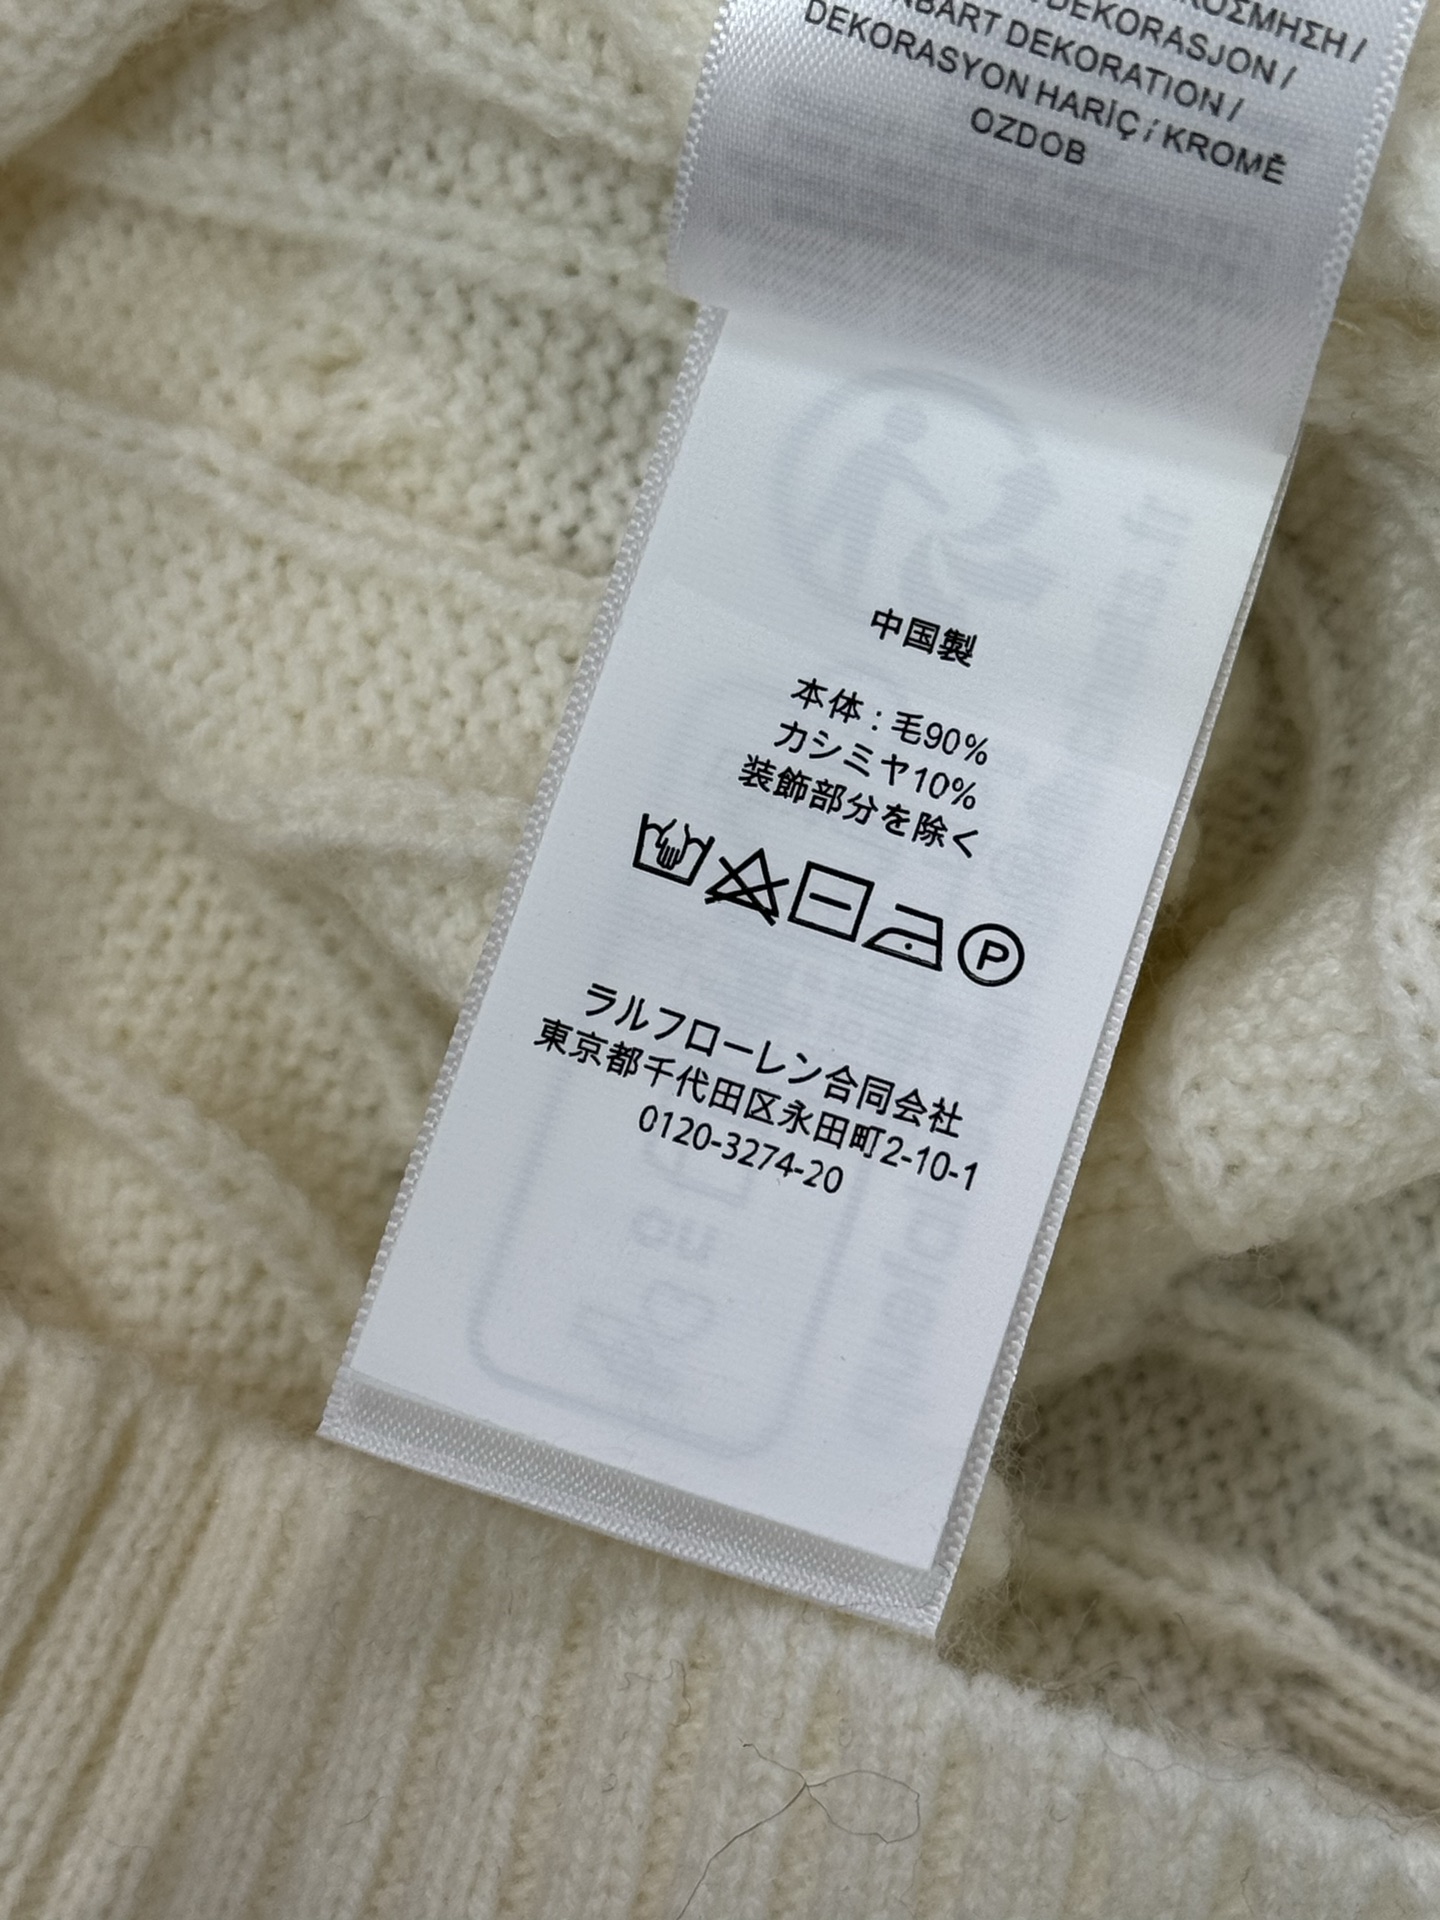 DEKORASJON /
DEKORATION /
DEKORASYON HARİÇ / KROMĚ
OZDOB
中国製
本体：毛90%
カシミヤ10%
装飾部分を除く
P
ラルフローレン合同会社
東京都千代田区永田町2-10-1
0120-3274-20